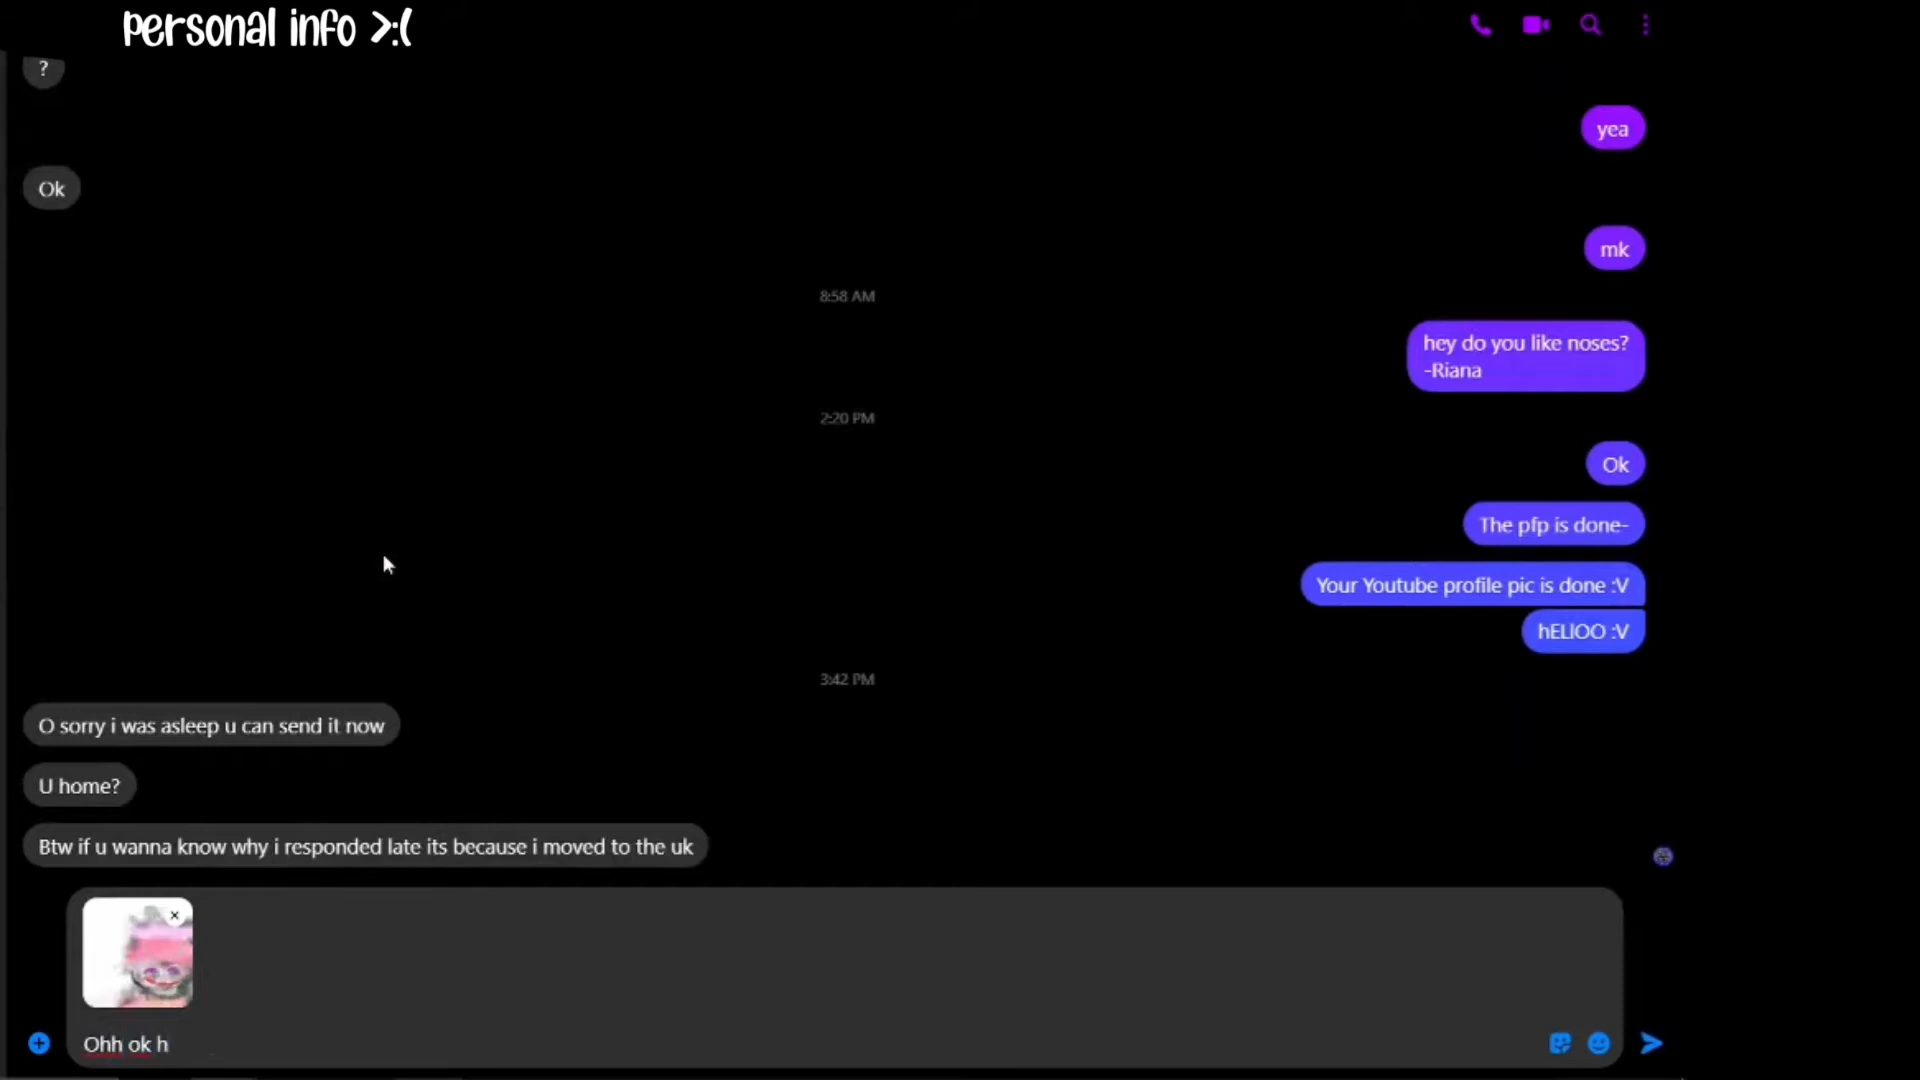 personal info >:(
?
yea
Ok
mk
8:58 AM
hey do you like noses?
-Riana
2:20 PM
Ok
The pfp is done-
Your Youtube profile pic is done :V
hElIOO :V
3:42 PM
O sorry i was asleep u can send it now
U home?
Btw if u wanna know why i responded late its because i moved to the uk
Ohh ok h